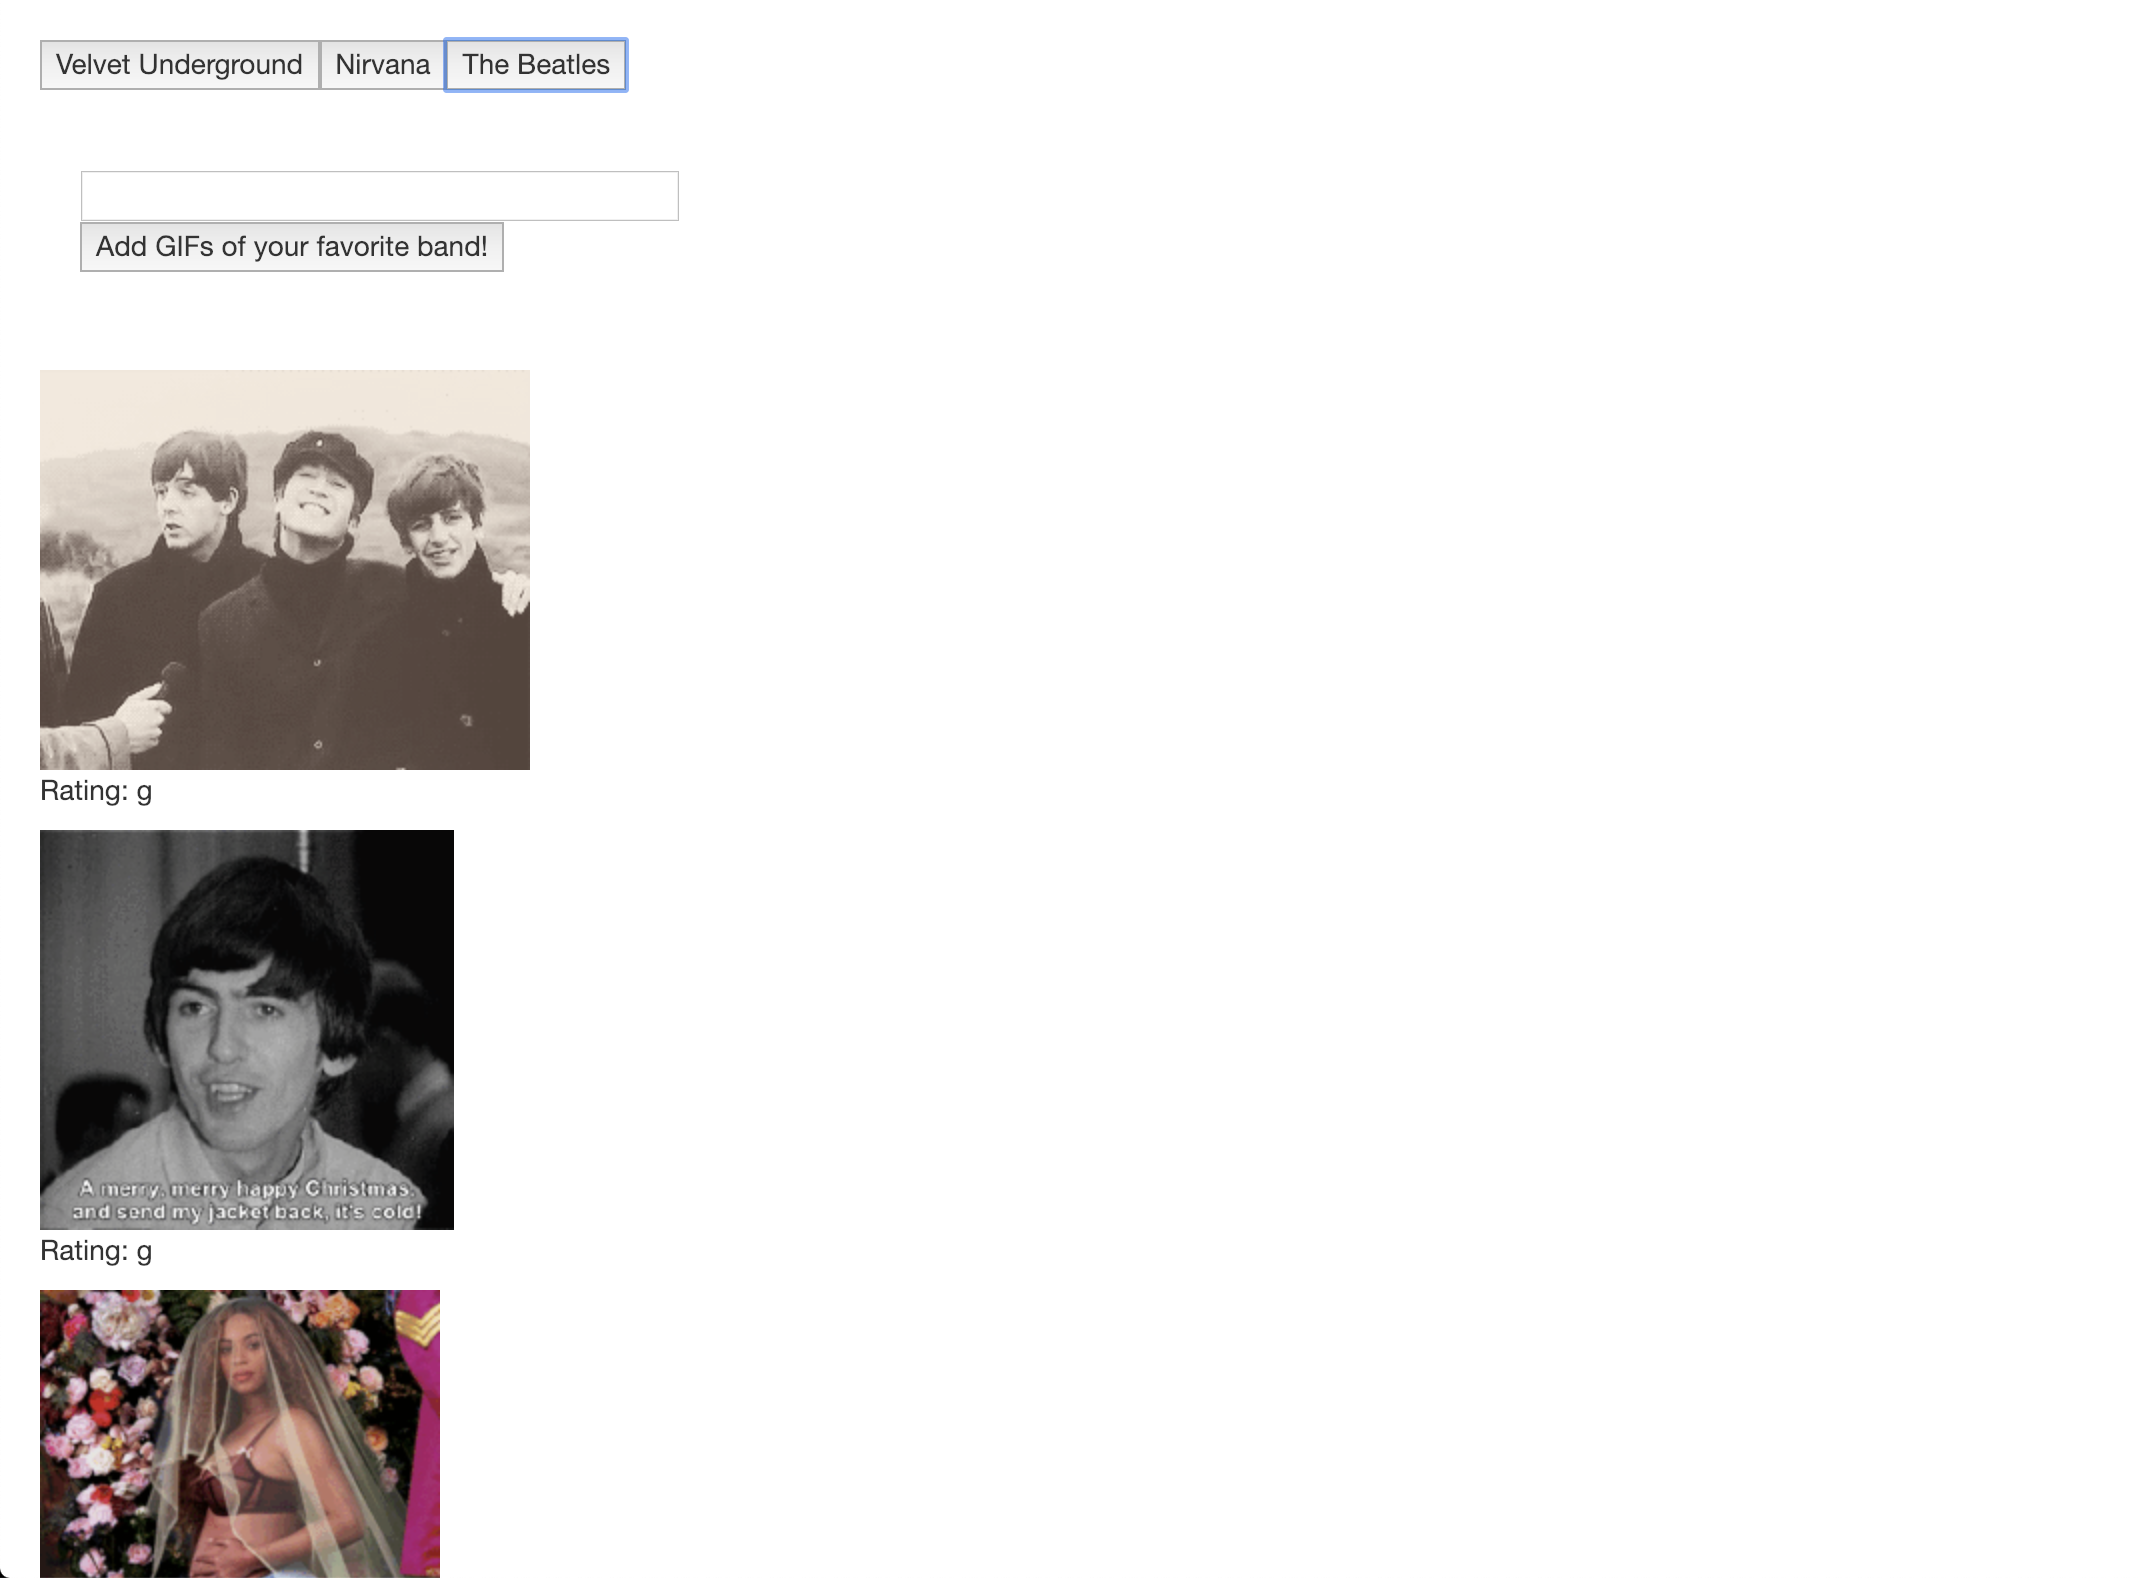 Velvet Underground Nirvana The Beatles
Add GIFs of your favorite band!
Rating: g
A merry, merry happy Christmas,
and send my jacket back, it's cold!
Rating: g